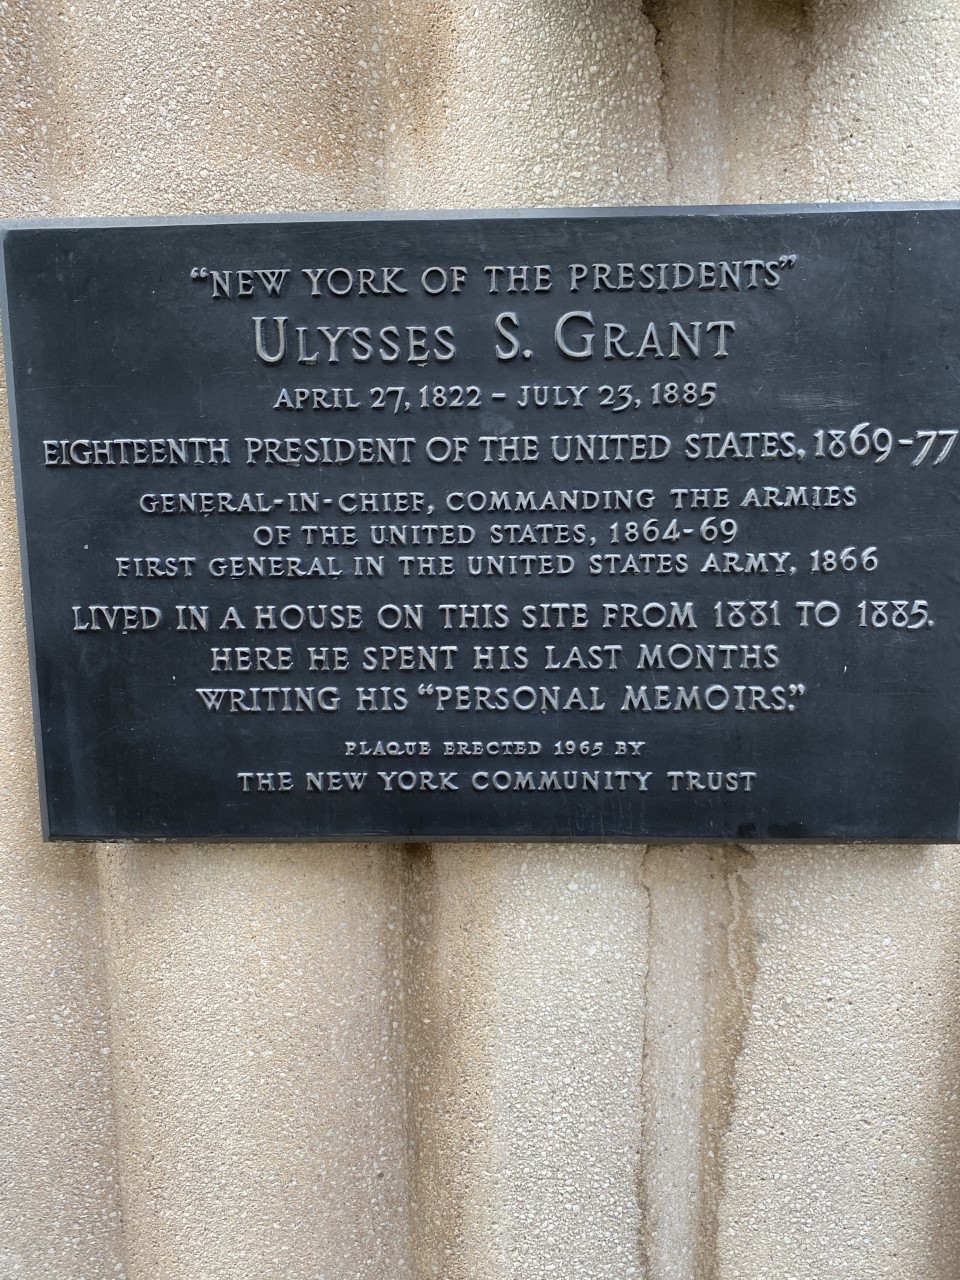 “NEW YORK OF THE PRESIDENTS”
ULYSSES S. GRANT
APRIL 27, 1822 – JULY 23, 1885
EIGHTEENTH PRESIDENT OF THE UNITED STATES, 1869-77
GENERAL-IN-CHIEF, COMMANDING THE ARMIES
OF THE UNITED STATES, 1864-69
FIRST GENERAL IN THE UNITED STATES ARMY, 1866
LIVED IN A HOUSE ON THIS SITE FROM 1881 TO 1885.
HERE HE SPENT HIS LAST MONTHS
WRITING HIS “PERSONAL MEMOIRS.”
PLAQUE ERECTED 1965 BY
THE NEW YORK COMMUNITY TRUST